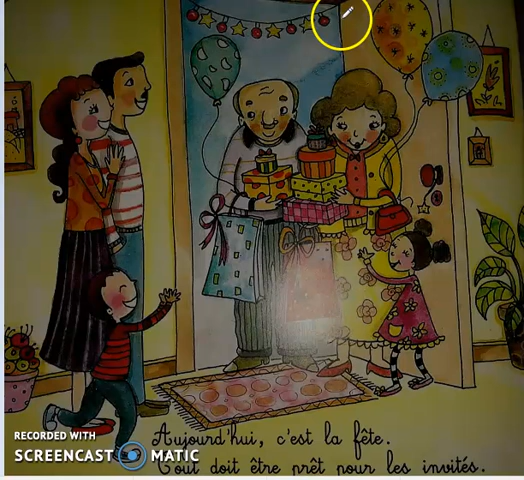 Aujourd'hui, c'est la fête.
Tout doit être prêt pour les invités.
RECORDED WITH
SCREENCAST MATIC